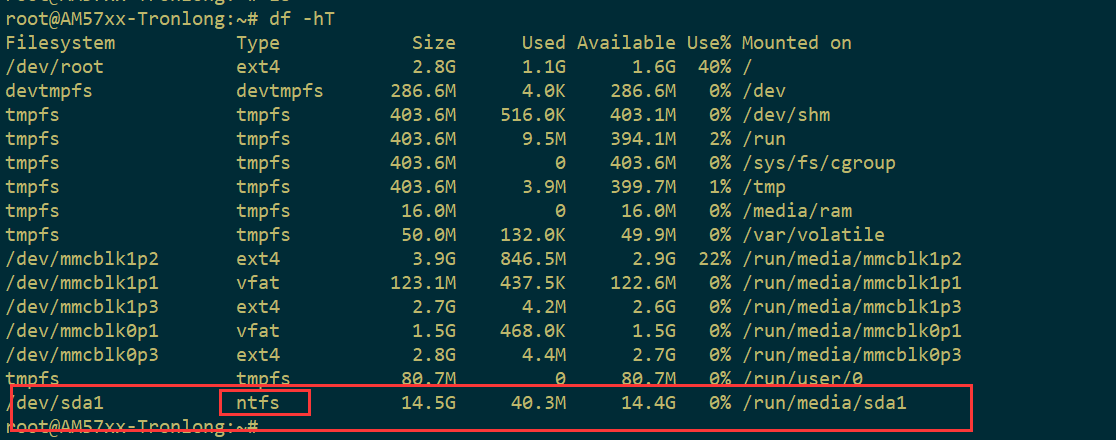 root@AM57xx-Tronlong:~# df -hT
Filesystem Type Size Used Available Use% Mounted on
/dev/root ext4 2.8G 1.1G 1.6G 40% /
devtmpfs devtmpfs 286.6M 4.0K 286.6M 0% /dev
tmpfs tmpfs 403.6M 516.0K 403.1M 0% /dev/shm
tmpfs tmpfs 403.6M 9.5M 394.1M 2% /run
tmpfs tmpfs 403.6M 0 403.6M 0% /sys/fs/cgroup
tmpfs tmpfs 403.6M 3.9M 399.7M 1% /tmp
tmpfs tmpfs 16.0M 0 16.0M 0% /media/ram
tmpfs tmpfs 50.0M 132.0K 49.9M 0% /var/volatile
/dev/mmcblk1p2 ext4 3.9G 846.5M 2.9G 22% /run/media/mmcblk1p2
/dev/mmcblk1p1 vfat 123.1M 437.5K 122.6M 0% /run/media/mmcblk1p1
/dev/mmcblk1p3 ext4 2.7G 4.2M 2.6G 0% /run/media/mmcblk1p3
/dev/mmcblk0p1 vfat 1.5G 468.0K 1.5G 0% /run/media/mmcblk0p1
/dev/mmcblk0p3 ext4 2.8G 4.4M 2.7G 0% /run/media/mmcblk0p3
tmpfs tmpfs 80.7M 0 80.7M 0% /run/user/0
/dev/sda1 ntfs 14.5G 40.3M 14.4G 0% /run/media/sda1
root@AM57xx-Tronlong:~#